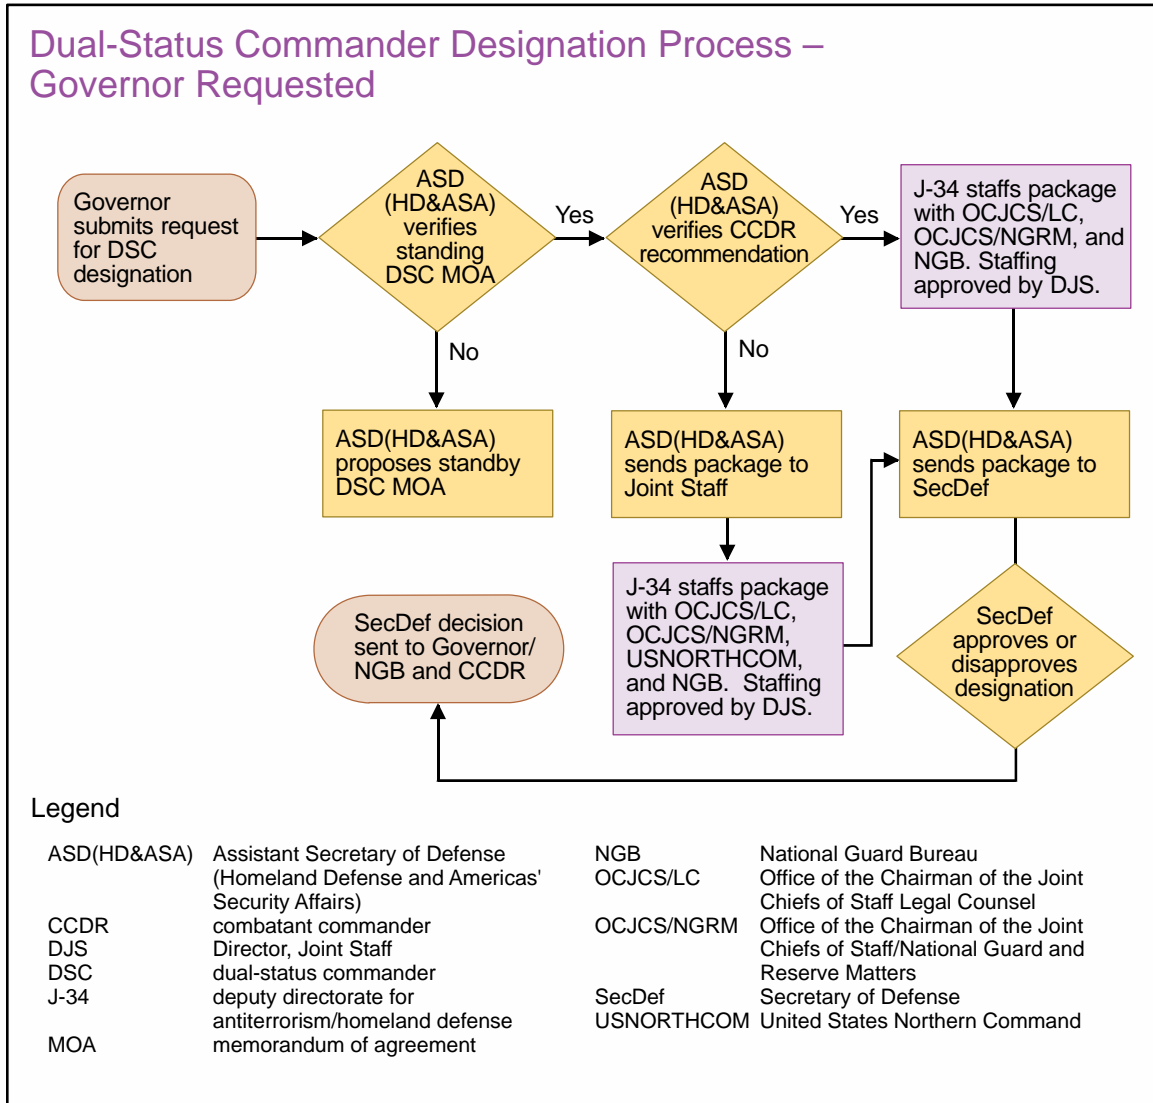 Dual-Status Commander Designation Process –
Governor Requested
Governor
submits request
for DSC
designation
ASD
(HD&ASA)
verifies
standing
DSC MOA
Yes
No
ASD
(HD&ASA)
verifies CCDR
recommendation
Yes
No
J-34 staffs package
with OCJCS/LC,
OCJCS/NGRM, and
NGB. Staffing
approved by DJS.
ASD(HD&ASA)
proposes standby
DSC MOA
ASD(HD&ASA)
sends package to
Joint Staff
ASD(HD&ASA)
sends package to
SecDef
SecDef decision
sent to Governor/
NGB and CCDR
J-34 staffs package
with OCJCS/LC,
OCJCS/NGRM,
USNORTHCOM,
and NGB.  Staffing
approved by DJS.
SecDef
approves or
disapproves
designation
Legend
ASD(HD&ASA) Assistant Secretary of Defense
(Homeland Defense and Americas'
Security Affairs)
CCDR combatant commander
DJS Director, Joint Staff
DSC dual-status commander
J-34 deputy directorate for
antiterrorism/homeland defense
MOA memorandum of agreement
NGB National Guard Bureau
OCJCS/LC Office of the Chairman of the Joint
Chiefs of Staff Legal Counsel
OCJCS/NGRM Office of the Chairman of the Joint
Chiefs of Staff/National Guard and
Reserve Matters
SecDef Secretary of Defense
USNORTHCOM United States Northern Command